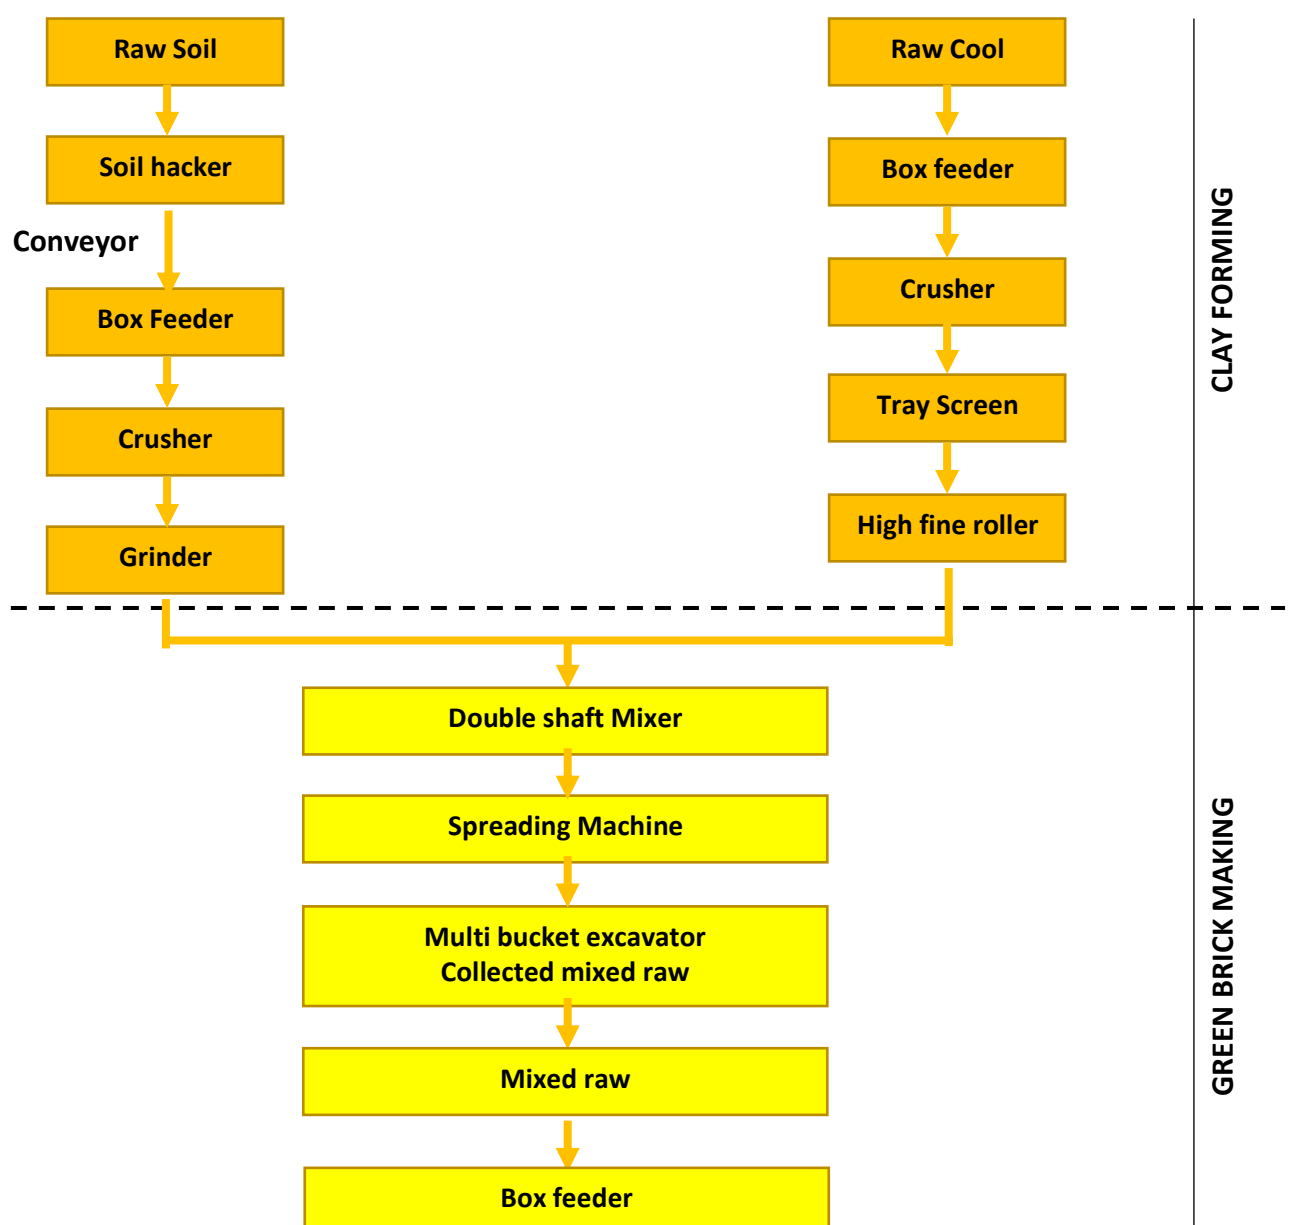 Raw Soil
Soil hacker
Conveyor
Box Feeder
Crusher
Grinder
Raw Cool
Box feeder
Crusher
Tray Screen
High fine roller
CLAY FORMING
Double shaft Mixer
Spreading Machine
Multi bucket excavator
Collected mixed raw
Mixed raw
Box feeder
GREEN BRICK MAKING